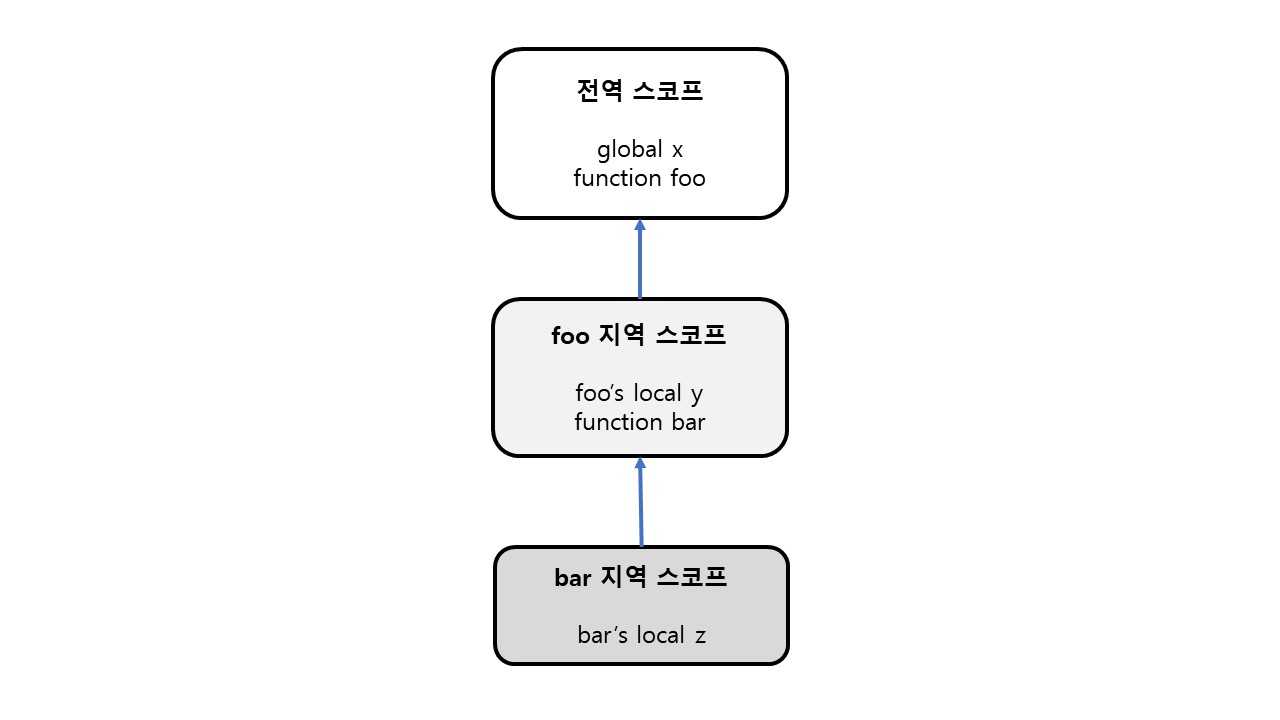 전역 스코프
global x
function foo
foo 지역 스코프
foo’s local y
function bar
bar 지역 스코프
bar’s local z